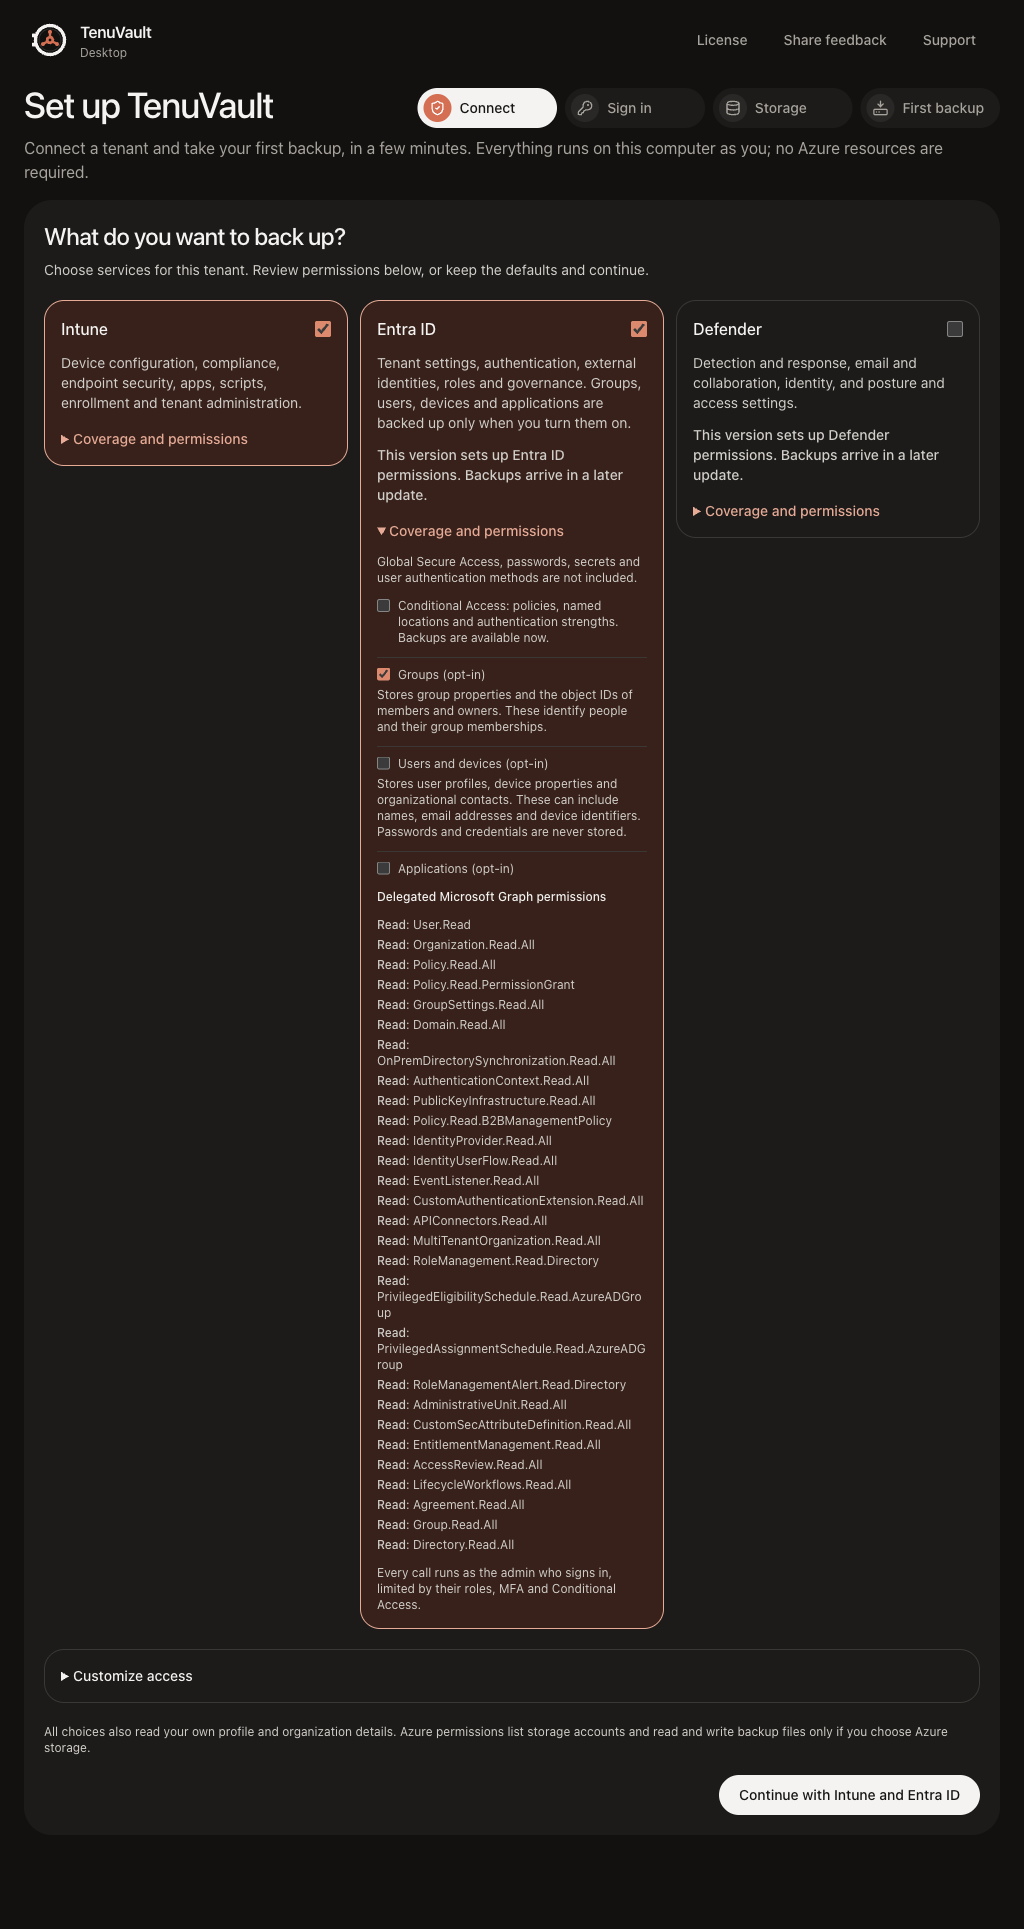 TenuVault
Desktop
License
Share feedback
Support
Set up TenuVault
Connect
Sign in
Storage
First backup
Connect a tenant and take your first backup, in a few minutes. Everything runs on this computer as you; no Azure resources are
required.
What do you want to back up?
Choose services for this tenant. Review permissions below, or keep the defaults and continue.
Intune
Device configuration, compliance,
endpoint security, apps, scripts,
enrollment and tenant administration.
Coverage and permissions
Entra ID
Tenant settings, authentication, external
identities, roles and governance. Groups,
users, devices and applications are
backed up only when you turn them on.
This version sets up Entra ID
permissions. Backups arrive in a later
update.
Coverage and permissions
Global Secure Access, passwords, secrets and
user authentication methods are not included.
Conditional Access: policies, named
locations and authentication strengths.
Backups are available now.
Groups (opt-in)
Stores group properties and the object IDs of
members and owners. These identify people
and their group memberships.
Users and devices (opt-in)
Stores user profiles, device properties and
organizational contacts. These can include
names, email addresses and device identifiers.
Passwords and credentials are never stored.
Applications (opt-in)
Delegated Microsoft Graph permissions
Read: User.Read
Read: Organization.Read.All
Read: Policy.Read.All
Read: Policy.Read.PermissionGrant
Read: GroupSettings.Read.All
Read: Domain.Read.All
Read:
OnPremDirectorySynchronization.Read.All
Read: AuthenticationContext.Read.All
Read: PublicKeyInfrastructure.Read.All
Read: Policy.Read.B2BManagementPolicy
Read: IdentityProvider.Read.All
Read: IdentityUserFlow.Read.All
Read: EventListener.Read.All
Read: CustomAuthenticationExtension.Read.All
Read: APIConnectors.Read.All
Read: MultiTenantOrganization.Read.All
Read: RoleManagement.Read.Directory
Read:
PrivilegedEligibilitySchedule.Read.AzureADGro
up
Read:
PrivilegedAssignmentSchedule.Read.AzureADG
roup
Read: RoleManagementAlert.Read.Directory
Read: AdministrativeUnit.Read.All
Read: CustomSecAttributeDefinition.Read.All
Read: EntitlementManagement.Read.All
Read: AccessReview.Read.All
Read: LifecycleWorkflows.Read.All
Read: Agreement.Read.All
Read: Group.Read.All
Read: Directory.Read.All
Every call runs as the admin who signs in,
limited by their roles, MFA and Conditional
Access.
Defender
Detection and response, email and
collaboration, identity, and posture and
access settings.
This version sets up Defender
permissions. Backups arrive in a later
update.
Coverage and permissions
Customize access
All choices also read your own profile and organization details. Azure permissions list storage accounts and read and write backup files only if you choose Azure
storage.
Continue with Intune and Entra ID